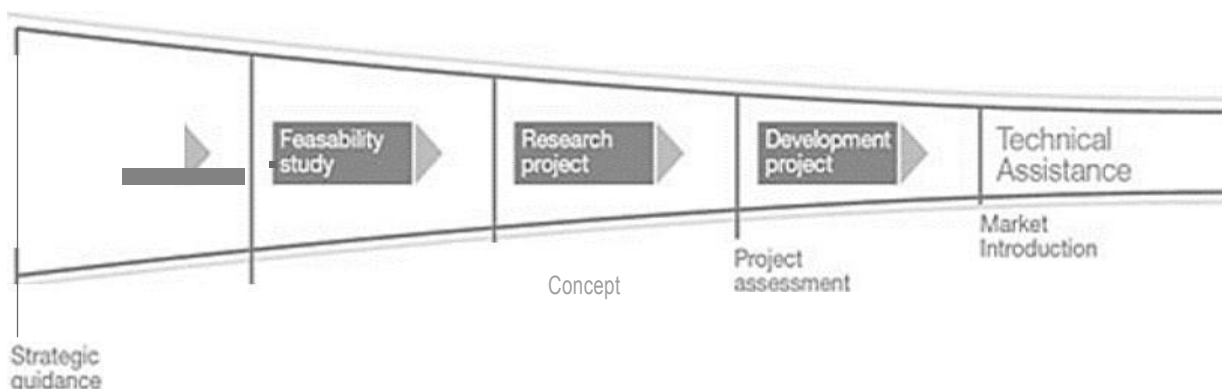 Feasability
study
Research
project
Development
project
Technical
Assistance
Market
Introduction
Project
assessment
Concept
Strategic
guidance